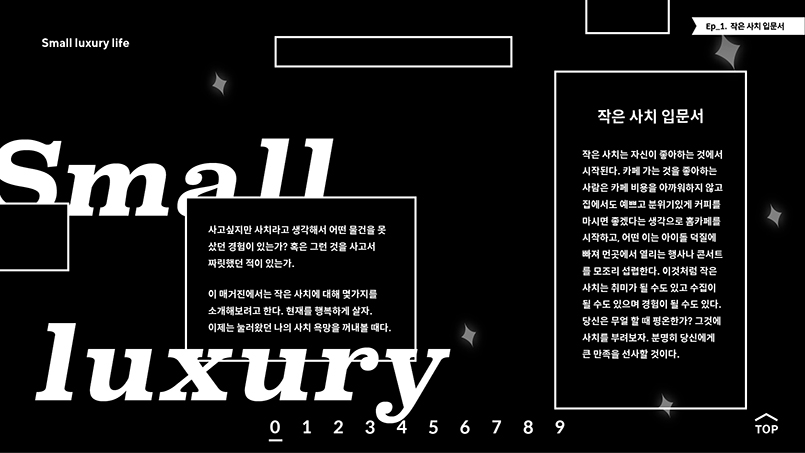 Small luxury life
Ep_1. 작은 사치 입문서
Small
luxury
사고싶지만 사치라고 생각해서 어떤 물건을 못
샀던 경험이 있는가? 혹은 그런 것을 사고서
짜릿했던 적이 있는가.
이 매거진에서는 작은 사치에 대해 몇가지를
소개해보려고 한다. 현재를 행복하게 살자.
이제는 눌러왔던 나의 사치 욕망을 꺼내볼 때다.
작은 사치 입문서
작은 사치는 자신이 좋아하는 것에서
시작된다. 카페 가는 것을 좋아하는
사람은 카페 비용을 아까워하지 않고
집에서도 예쁘고 분위기있게 커피를
마시면 좋겠다는 생각으로 홈카페를
시작하고, 어떤 이는 아이돌 덕질에
빠져 먼곳에서 열리는 행사나 콘서트
를 모조리 섭렵한다. 이것처럼 작은
사치는 취미가 될 수도 있고 수집이
될 수도 있으며 경험이 될 수도 있다.
당신은 무얼 할 때 평온한가? 그것에
사치를 부려보자. 분명히 당신에게
큰 만족을 선사할 것이다.
0 1 2 3 4 5 6 7 8 9
TOP